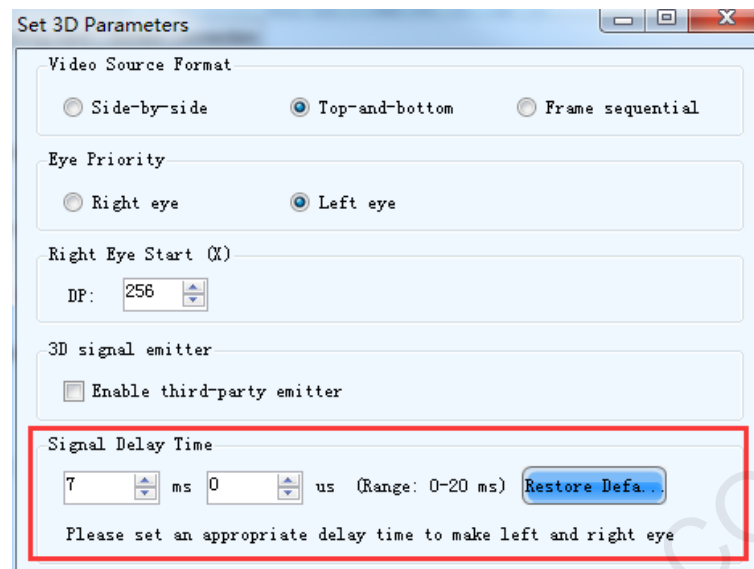 Set 3D Parameters
Video Source Format
Side-by-side Top-and-bottom Frame sequential
Eye Priority
Right eye Left eye
Right Eye Start (X)
DP: 256
3D signal emitter
Enable third-party emitter
Signal Delay Time
7 ms 0 us (Range: 0-20 ms) Restore Defa...
Please set an appropriate delay time to make left and right eye